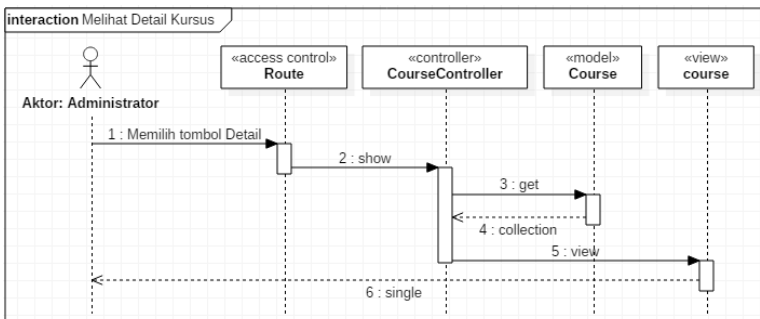 interaction Melihat Detail Kursus
«access control»
Route
«controller»
CourseController
«model»
Course
«view»
course
Aktor: Administrator
1 : Memilih tombol Detail
2 : show
3 : get
4 : collection
5 : view
6 : single